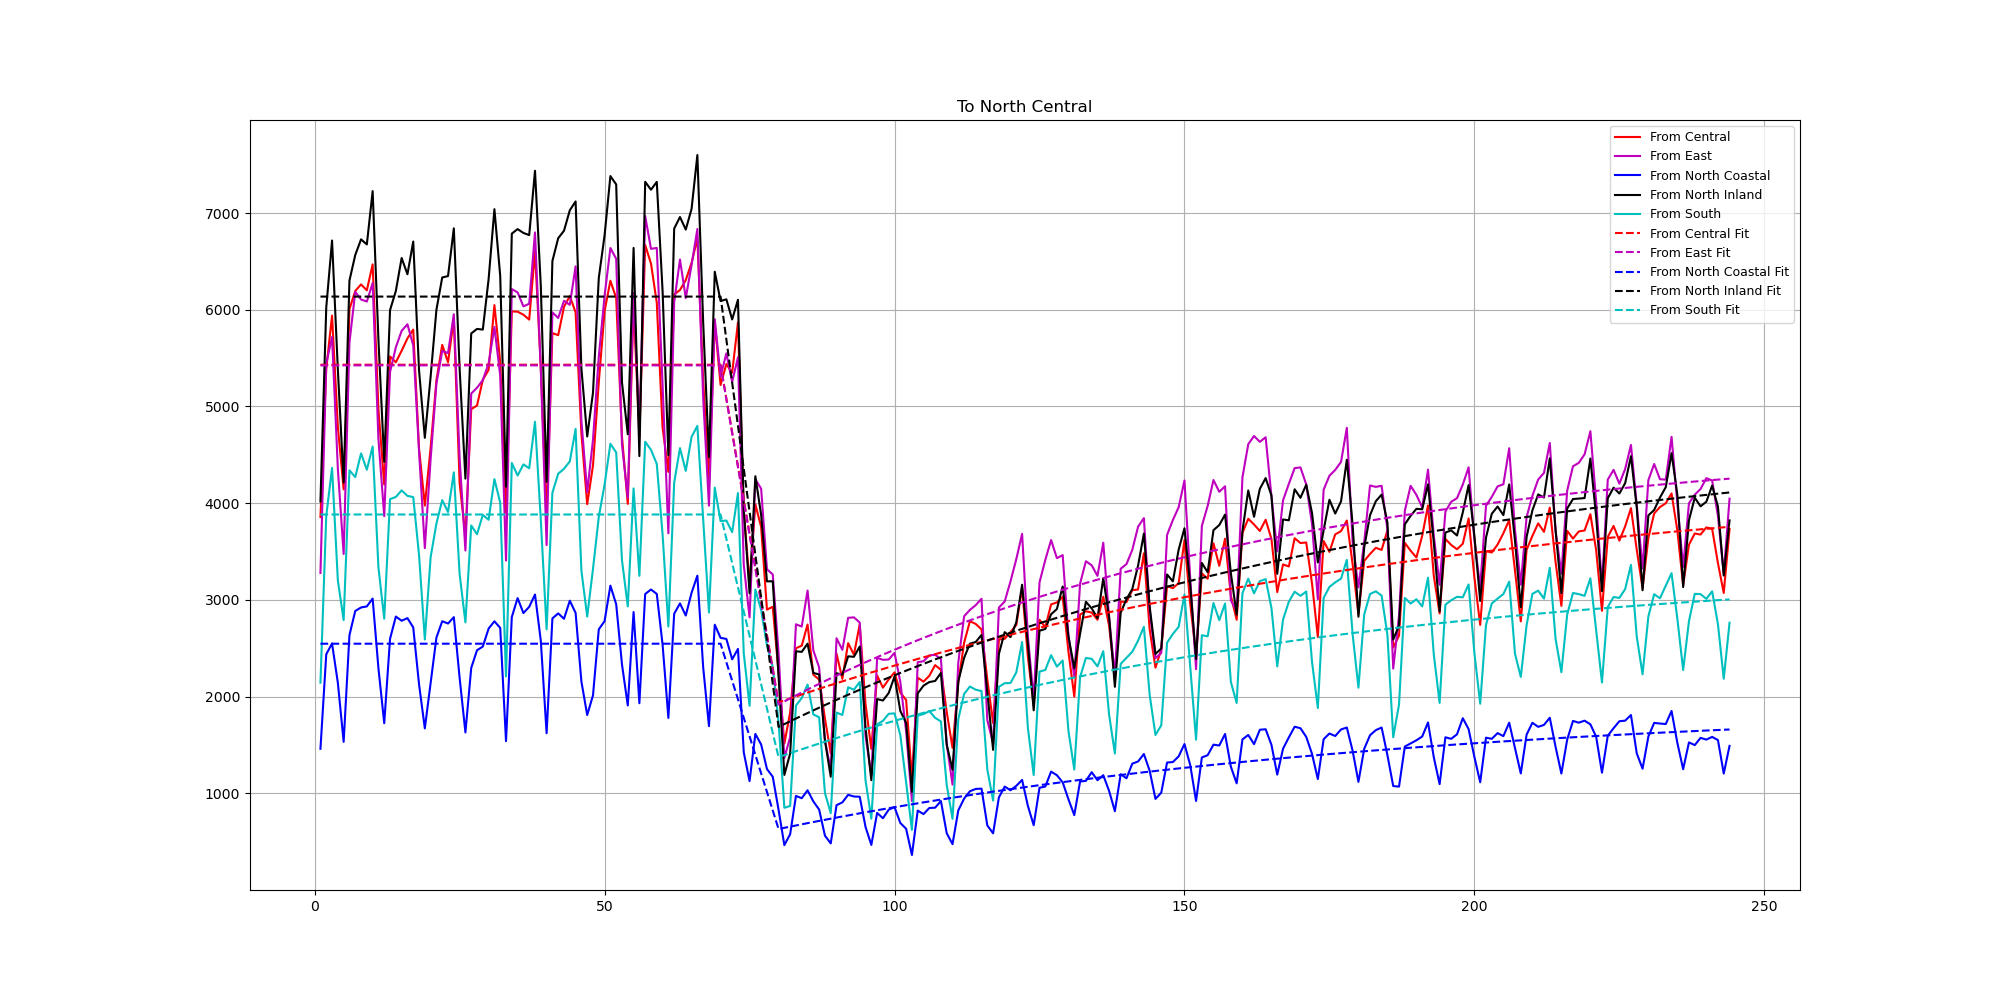 To North Central
From Central
From East
From North Coastal
From North Inland
From South
From Central Fit
From East Fit
From North Coastal Fit
From North Inland Fit
From South Fit
7000
6000
5000
4000
3000
2000
1000
0 50 100 150 200 250